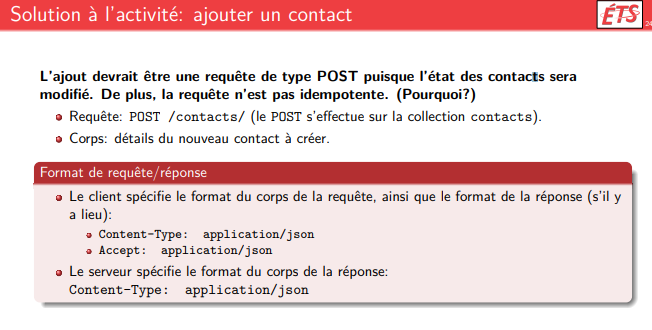 Solution à l'activité: ajouter un contact
ÉTS
24
L'ajout devrait être une requête de type POST puisque l'état des contacts sera
modifié. De plus, la requête n'est pas idempotente. (Pourquoi?)
Requête: POST /contacts/ (le POST s'effectue sur la collection contacts).
Corps: détails du nouveau contact à créer.
Format de requête/réponse
Le client spécifie le format du corps de la requête, ainsi que le format de la réponse (s'il y
a lieu):
Content-Type: application/json
Accept: application/json
Le serveur spécifie le format du corps de la réponse:
Content-Type: application/json